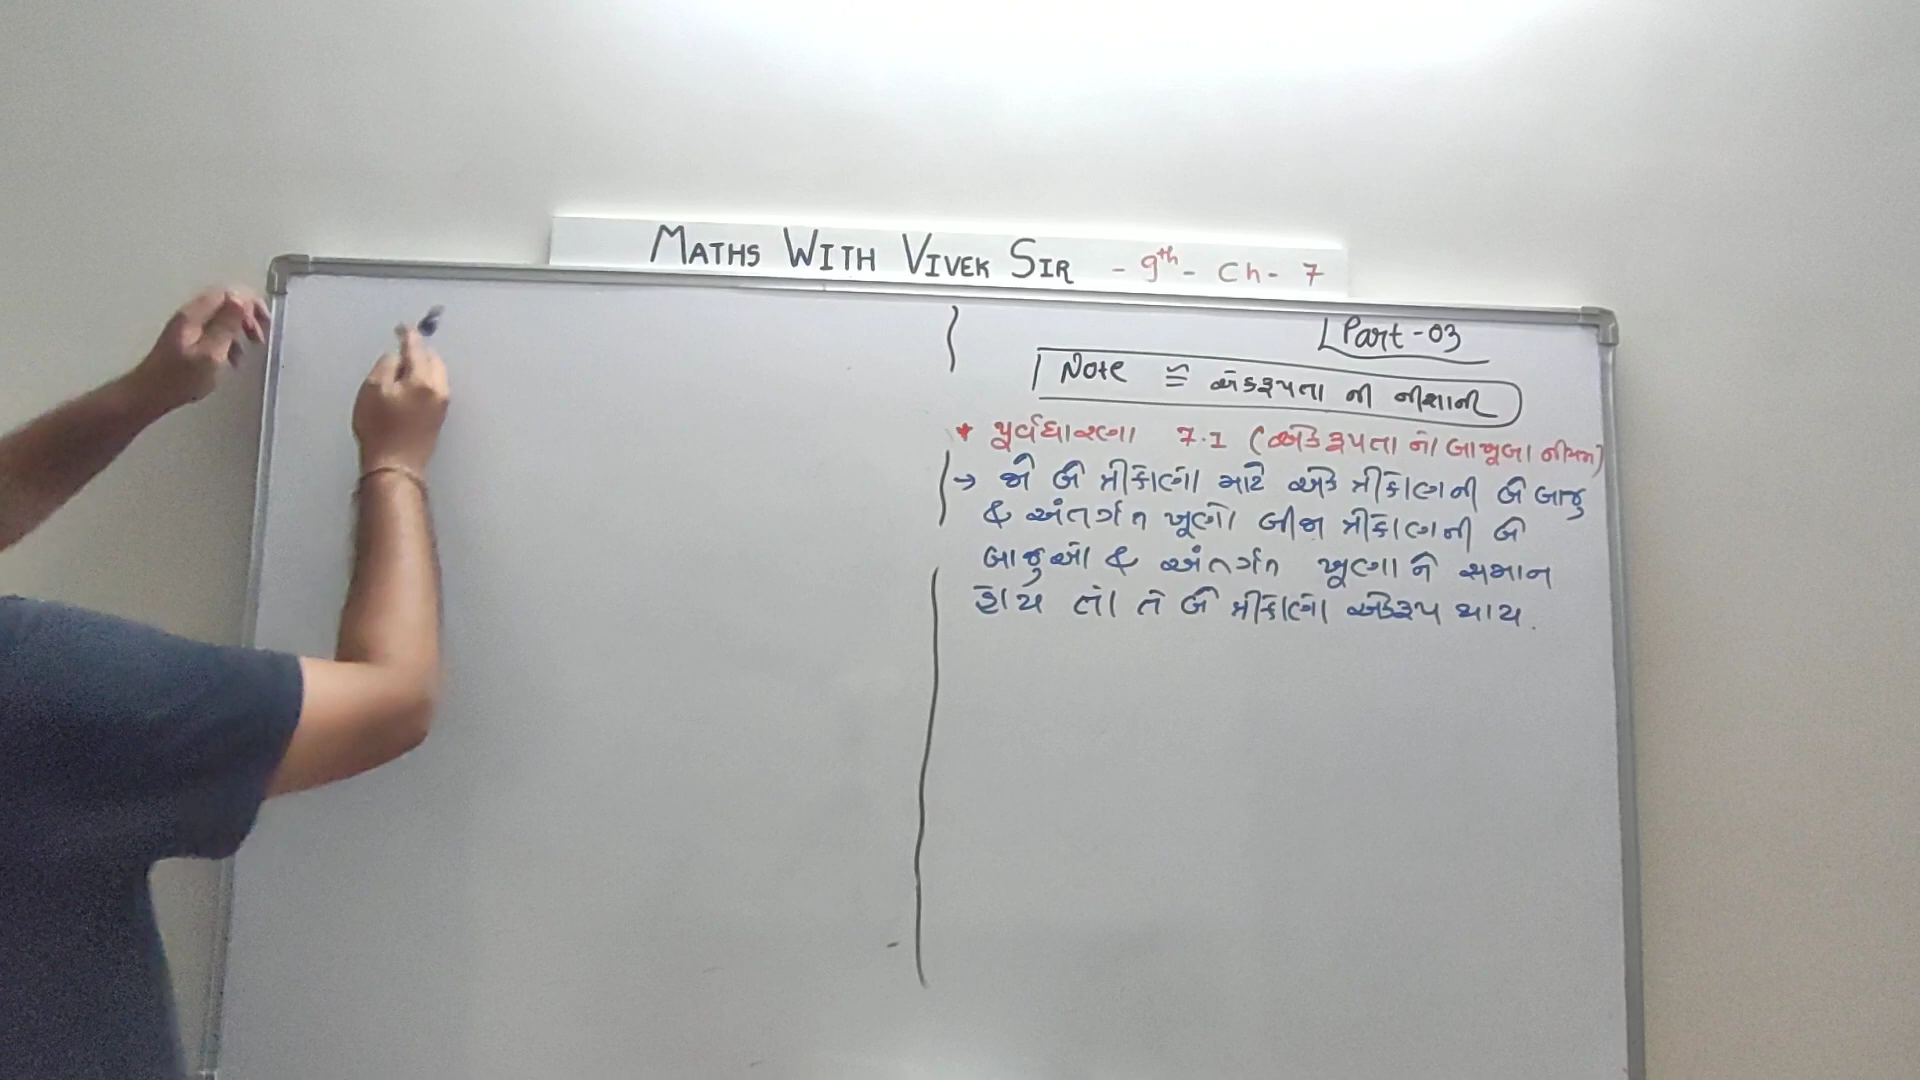 MATHS WITH VIVEK SIR - 9th - Ch - 7
Part - 03
Note ≅ એકરૂપતા ની નીશાની
* પૂર્વધારણા 7.1 (એકરૂપતા નો બાખૂબા નીયમ)
→ જો બે ત્રીકોણો માટે એક ત્રીકોણની બે બાજુ
& અંતર્ગત ખૂણો બીજા ત્રીકોણની બે
બાજુઓ & અંતર્ગત ખૂણાને સમાન
હોય તો તે બે ત્રીકોણો એકરૂપ થાય.